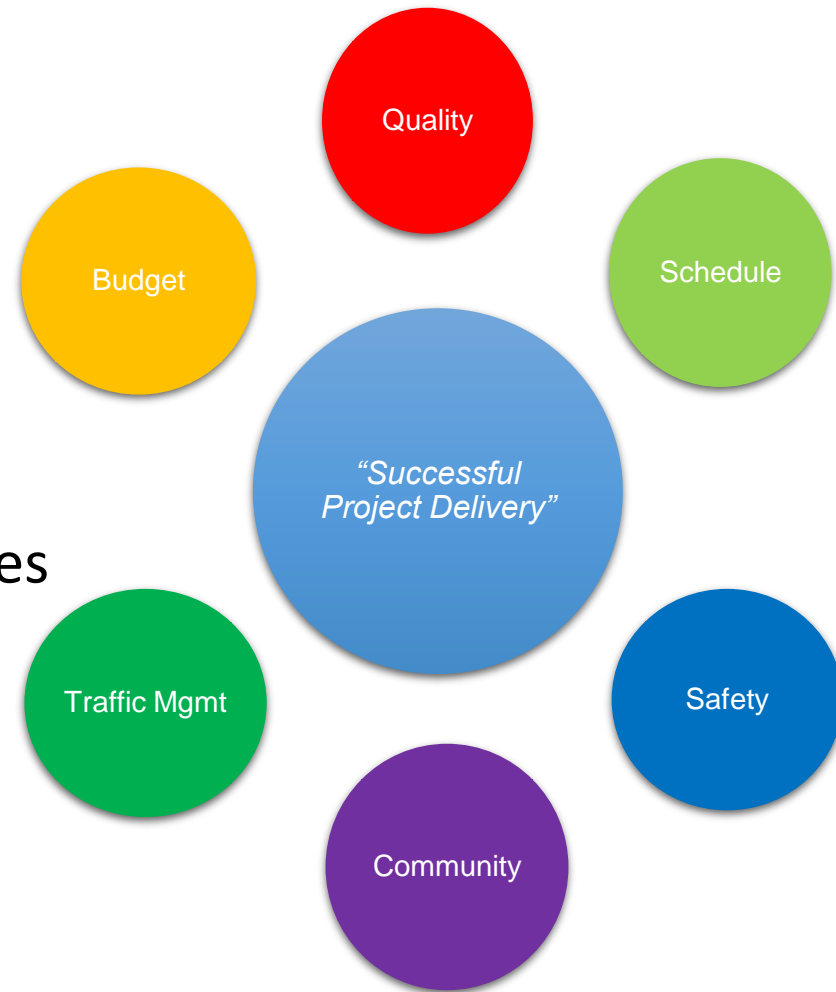 Quality
Budget
Schedule
“Successful
Project Delivery”
es
Traffic Mgmt
Safety
Community